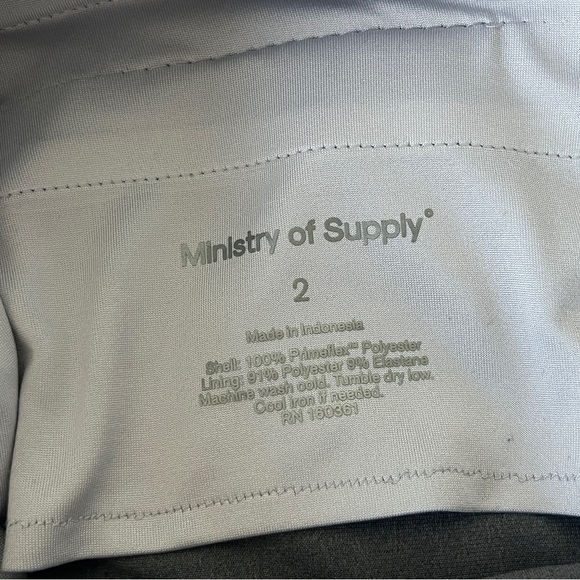 Ministry of Supply°
2
Made in Indonesia
Shell: 100% Primeflex℠ Polyester
Lining: 91% Polyester 9% Elastane
Machine wash cold. Tumble dry low.
Cool iron if needed.
RN 160361